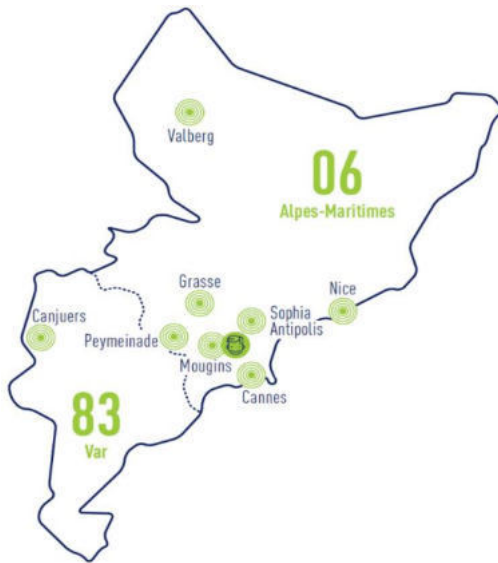 Valberg
06
Alpes-Maritimes
Grasse
Nice
Canjuers
Sophia
Antipolis
Peymeinade
Mougins
Cannes
83
Var